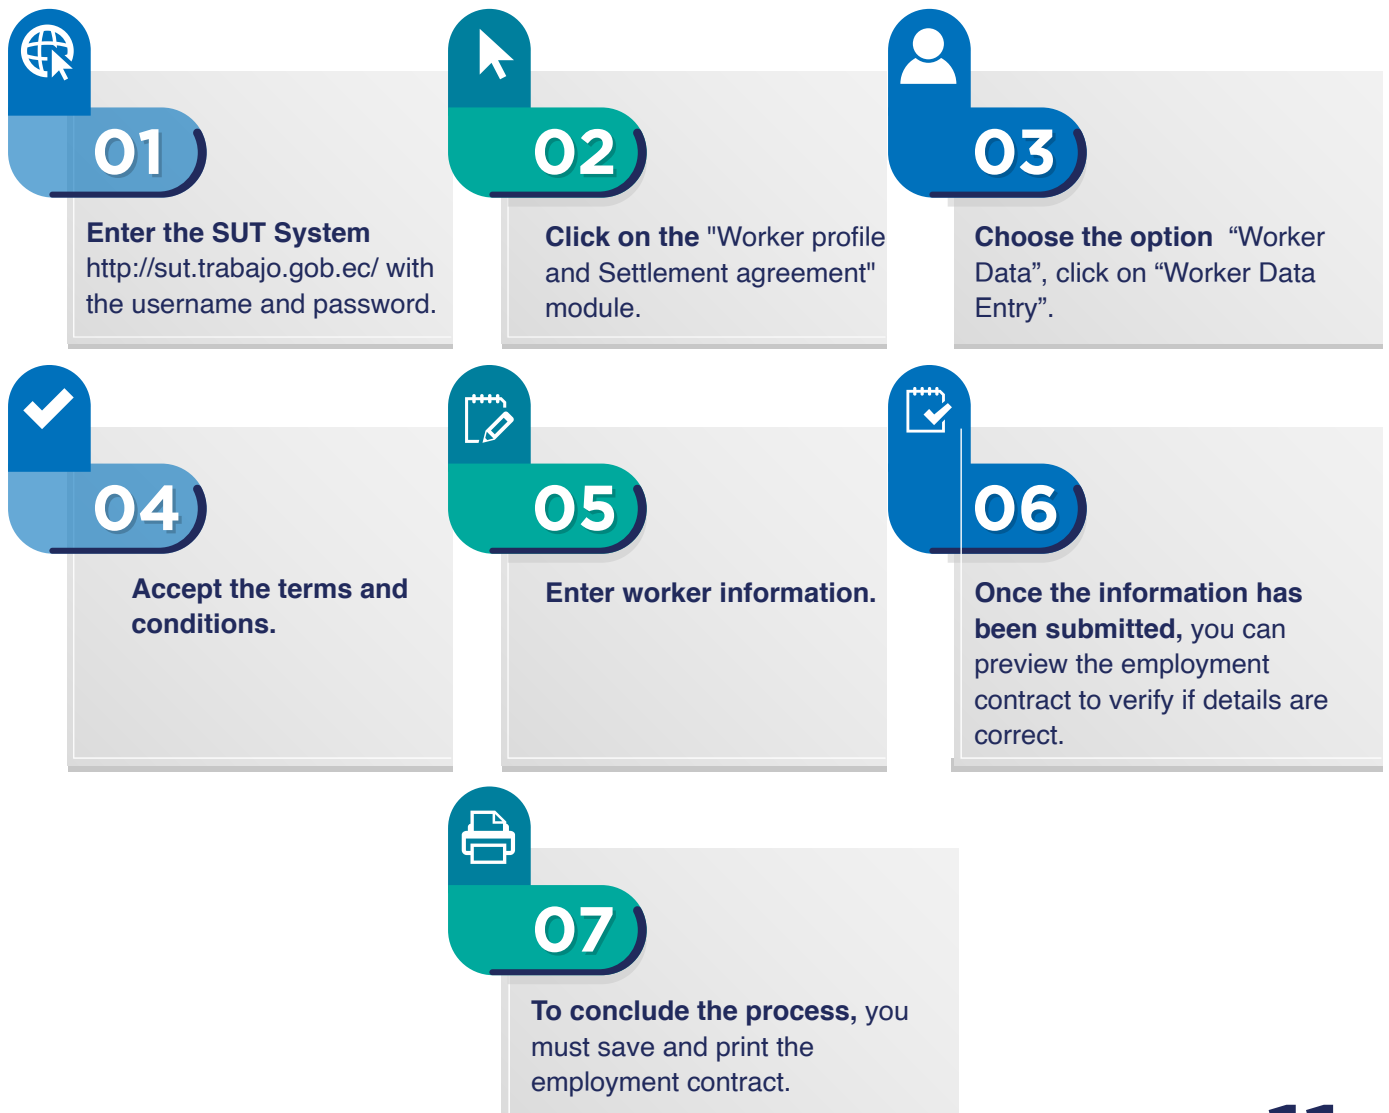 01
Enter the SUT System
http://sut.trabajo.gob.ec/ with
the username and password.
02
Click on the "Worker profile
and Settlement agreement"
module.
03
Choose the option “Worker
Data”, click on “Worker Data
Entry”.
04
Accept the terms and
conditions.
05
Enter worker information.
06
Once the information has
been submitted, you can
preview the employment
contract to verify if details are
correct.
07
To conclude the process, you
must save and print the
employment contract.